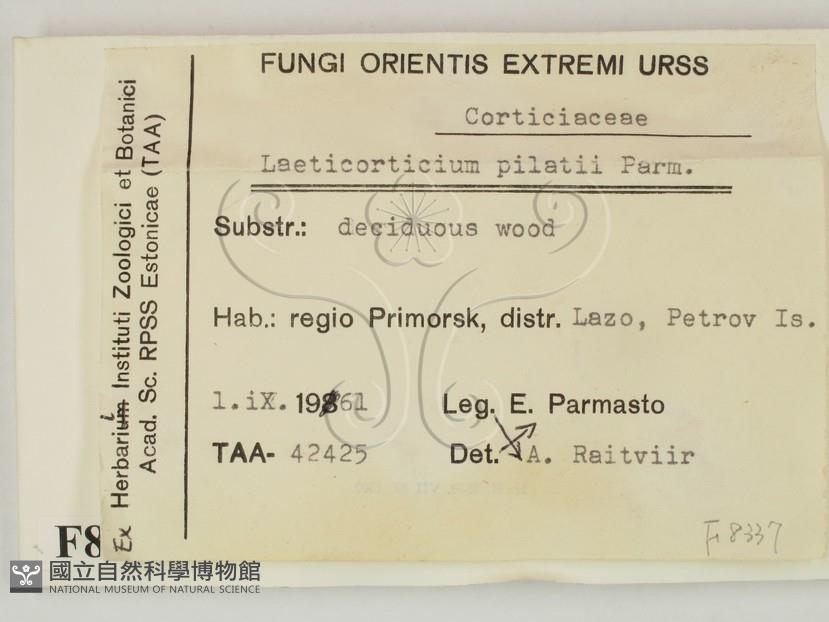 FUNGI ORIENTIS EXTREMI URSS
Corticiaceae
Laeticorticium pilatii Parm.
Substr.: deciduous wood
Hab.: regio Primorsk, distr. Lazo, Petrov Is.
1.iX. 1961 Leg. E. Parmasto
TAA- 42425 Det. A. Raitviir
F8337
Ex Herbarii Instituti Zoologici et Botanici
Acad. Sc. RPSS Estonicae (TAA)
F8
國立自然科學博物館
NATIONAL MUSEUM OF NATURAL SCIENCE